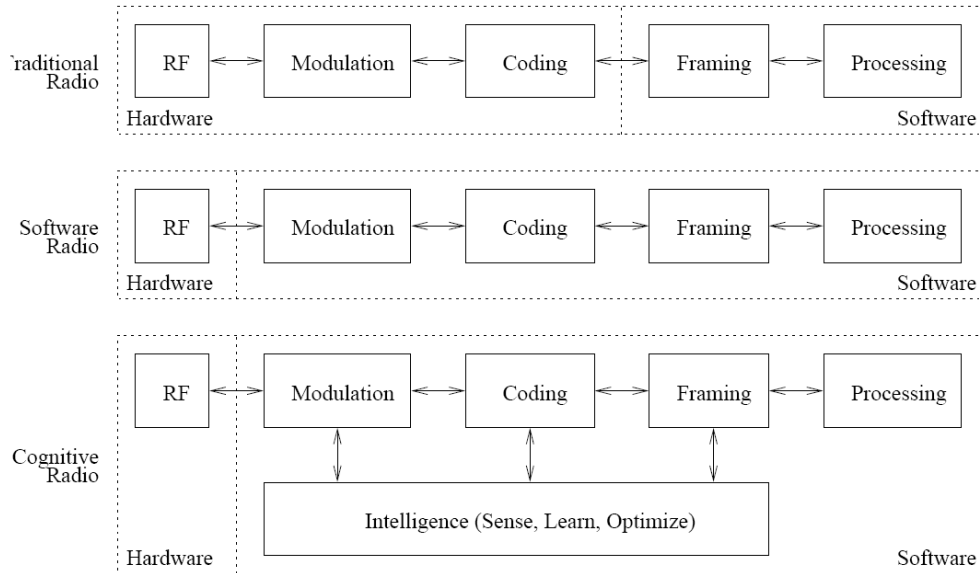 raditional
Radio
RF
Modulation
Coding
Framing
Processing
Hardware
Software
Software
Radio
RF
Modulation
Coding
Framing
Processing
Hardware
Software
Cognitive
Radio
RF
Modulation
Coding
Framing
Processing
Intelligence (Sense, Learn, Optimize)
Hardware
Software